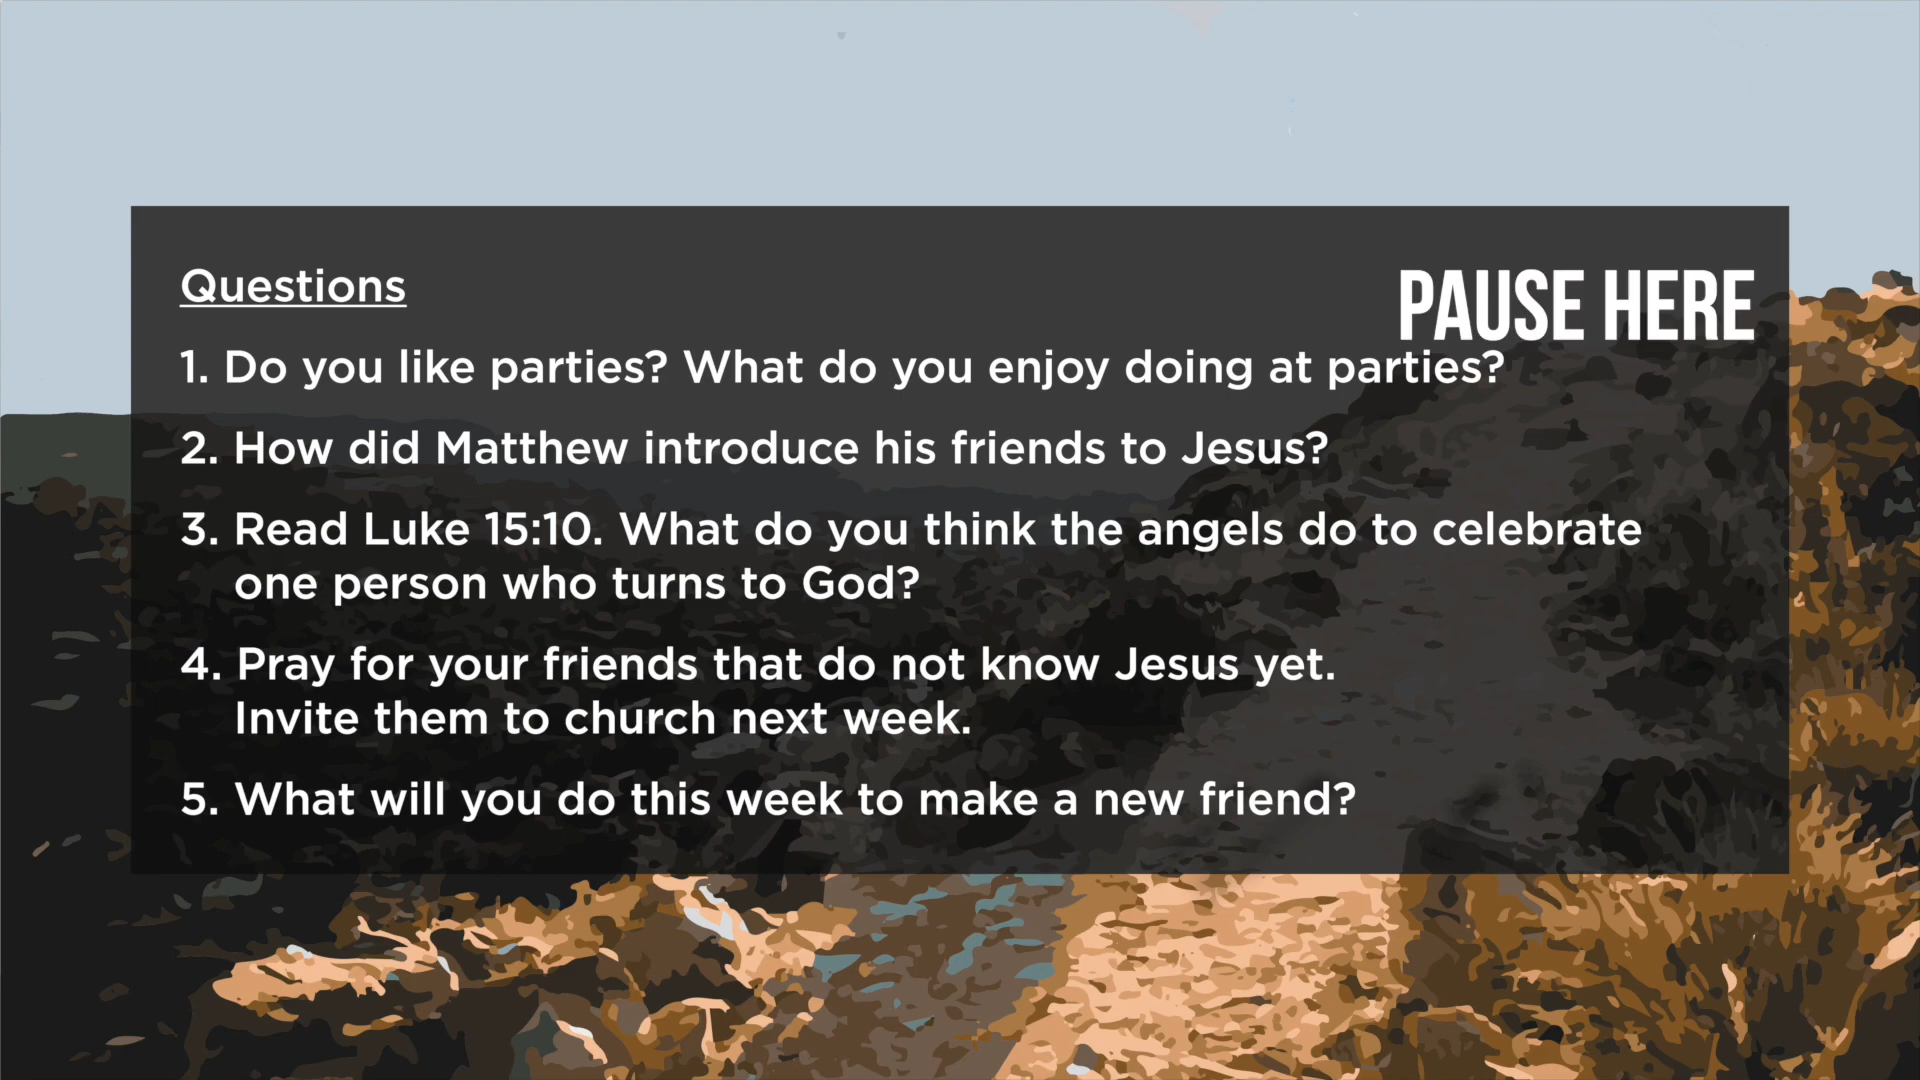 Questions
PAUSE HERE
1. Do you like parties? What do you enjoy doing at parties?
2. How did Matthew introduce his friends to Jesus?
3. Read Luke 15:10. What do you think the angels do to celebrate
one person who turns to God?
4. Pray for your friends that do not know Jesus yet.
Invite them to church next week.
5. What will you do this week to make a new friend?